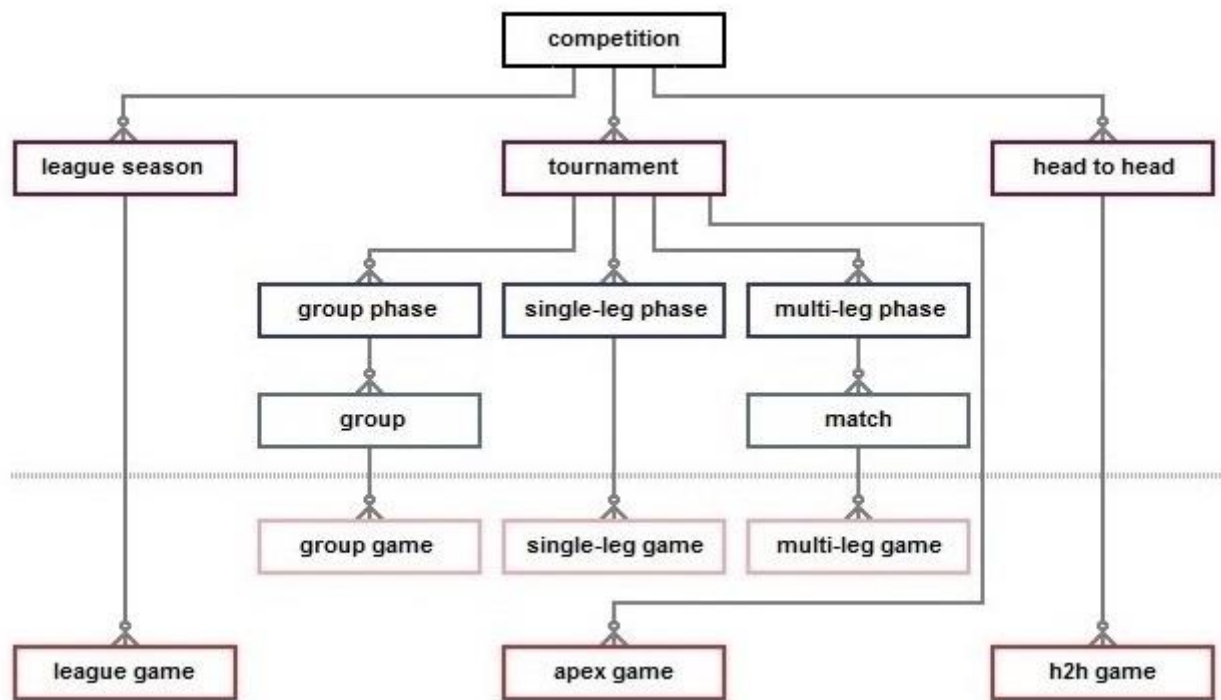 competition
league season
tournament
head to head
group phase
single-leg phase
multi-leg phase
group
match
group game
single-leg game
multi-leg game
league game
apex game
h2h game